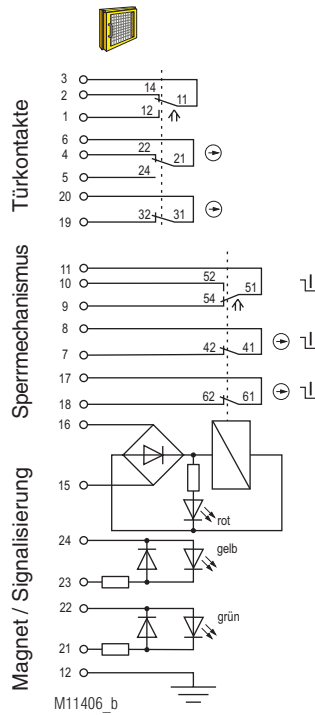 Türkontakte
3
2 14 11
1 12
6
4 22 21
5 24
20
19 32 31
Sperrmechanismus
11
10 52 51
9 54
8
7 42 41
17
18 62 61
Magnet / Signalisierung
16
15
rot
24 gelb
23
22 grün
21
12
M11406_b